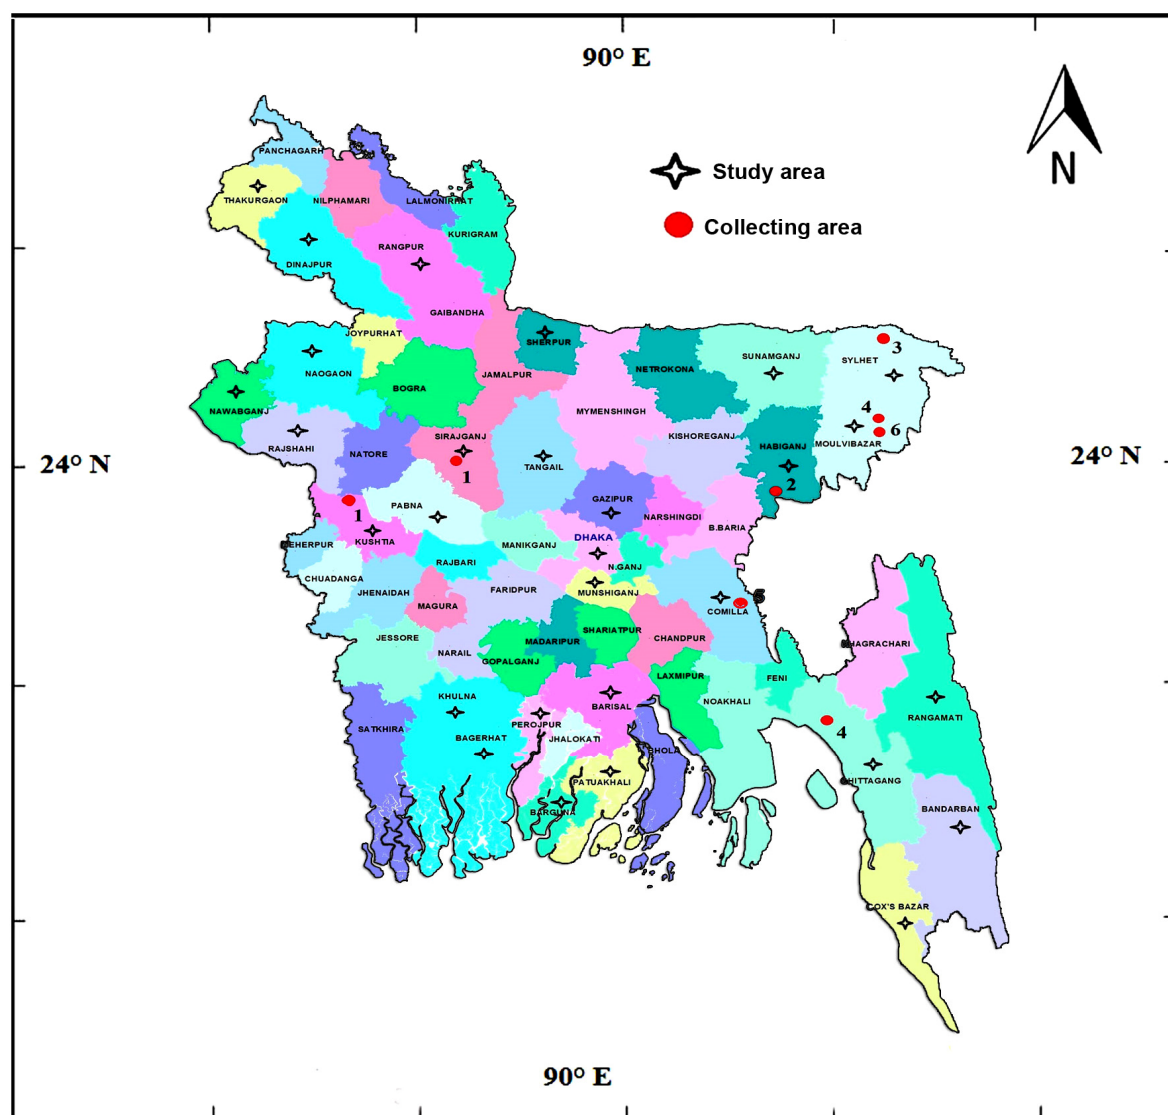 90° E
N
Study area
Collecting area
PANCHAGARH
THAKURGAON
NILPHAMARI
LALMONIRHAT
KURIGRAM
RANGPUR
DINAJPUR
GAIBANDHA
JOYPURHAT
SHERPUR
NAOGAON
BOGRA
JAMALPUR
NETROKONA
SUNAMGANJ
SYLHET
3
NAWABGANJ
MYMENSHINGH
4
6
RAJSHAHI
NATORE
SIRAJGANJ
1
TANGAIL
KISHOREGANJ
HABIGANJ
MOULVIBAZAR
24° N
24° N
2
1
PABNA
GAZIPUR
NARSHINGDI
B.BARIA
KUSHTIA
MANIKGANJ
DHAKA
EHERPUR
RAJBARI
N.GANJ
CHUADANGA
JHENAIDAH
FARIDPUR
MUNSHIGANJ
5
COMILLA
MAGURA
JESSORE
NARAIL
GOPALGANJ
MADARIPUR
SHARIATPUR
CHANDPUR
HAGRACHARI
LAXMIPUR
FENI
KHULNA
BARISAL
NOAKHALI
RANGAMATI
SATKHIRA
PEROJPUR
4
BAGERHAT
JHALOKATI
BHOLA
PATUAKHALI
HITTAGANG
BARGUNA
BANDARBAN
COX'S BAZAR
90° E